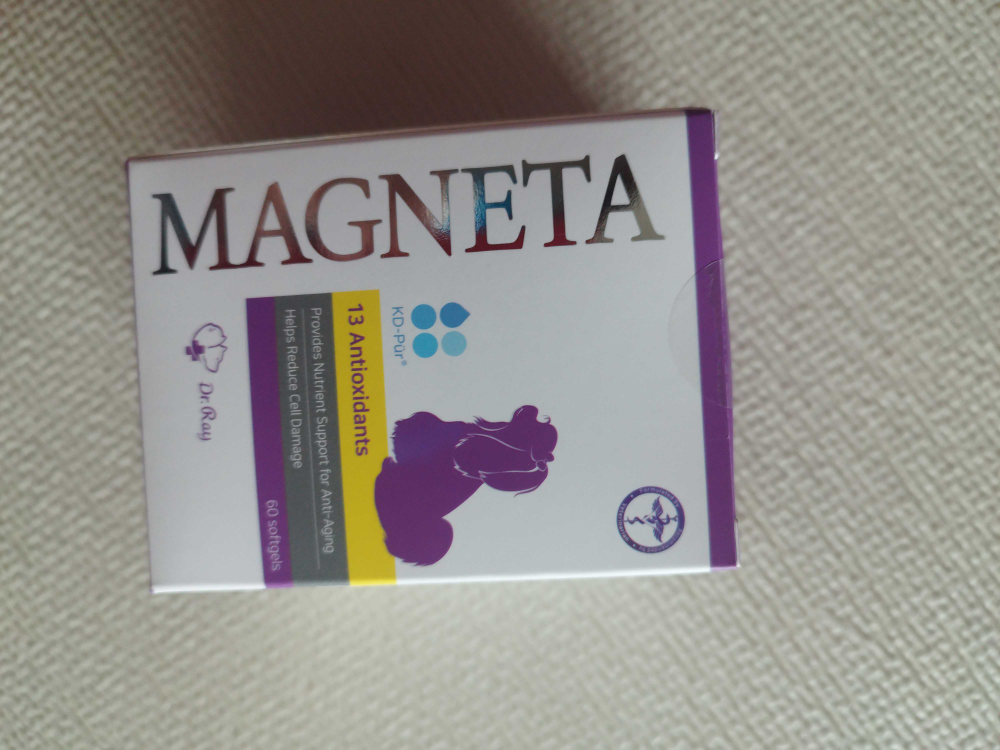 MAGNETA
KD-Pür®
13 Antioxidants
Provides Nutrient Support for Anti-Aging
Helps Reduce Cell Damage
60 softgels
Dr. Ray